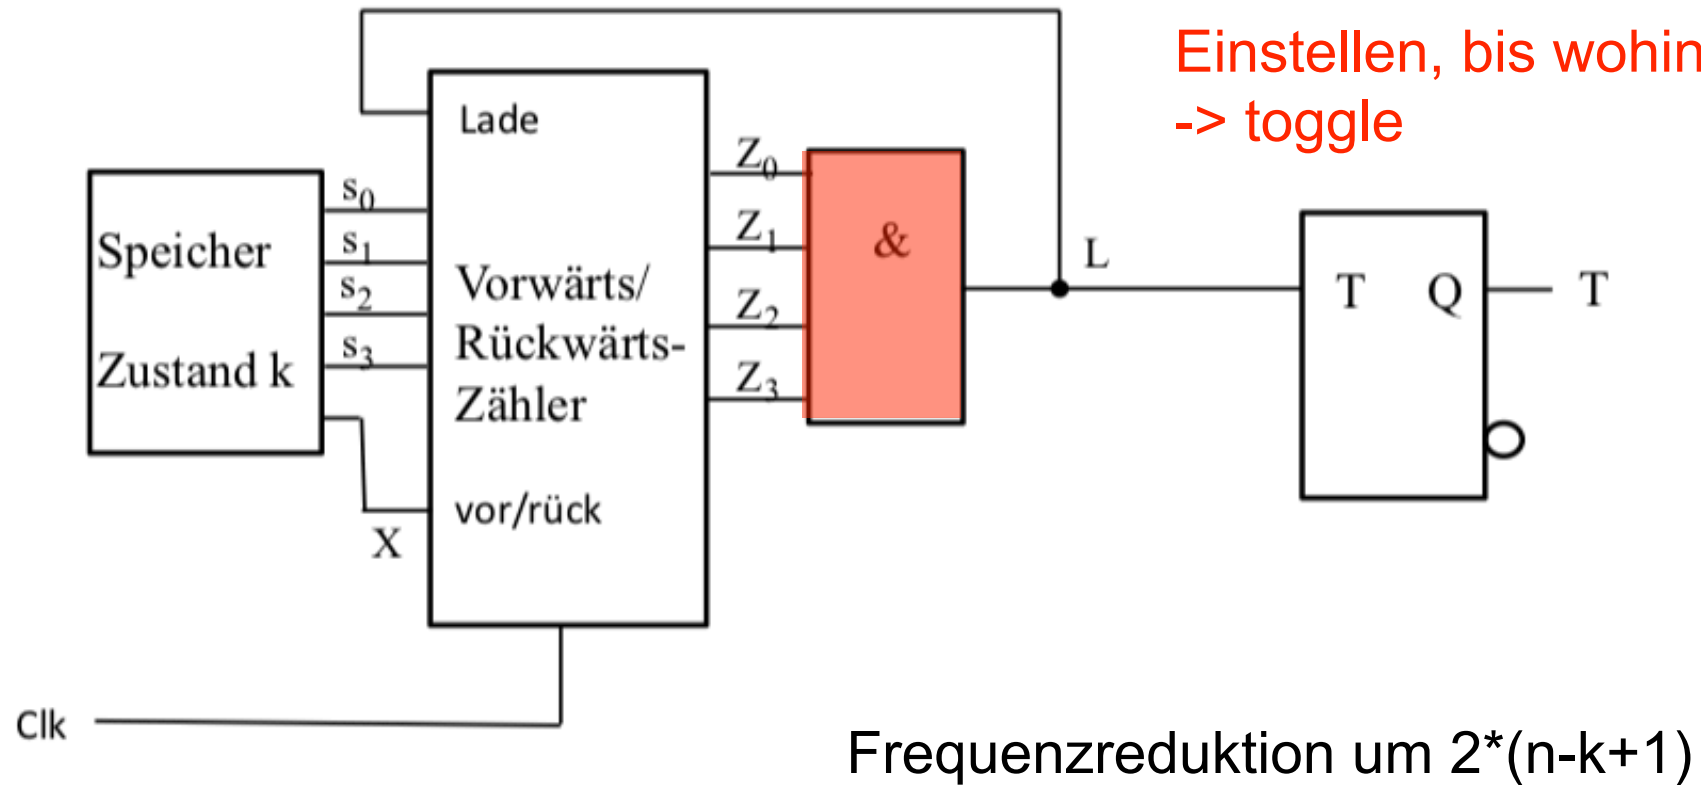 Einstellen, bis wohin
-> toggle
Lade
Speicher
Zustand k
s0
s1
s2
s3
X
Vorwärts/
Rückwärts-
Zähler
vor/rück
Z0
Z1
Z2
Z3
&
L
T Q
T
Clk
Frequenzreduktion um 2*(n-k+1)